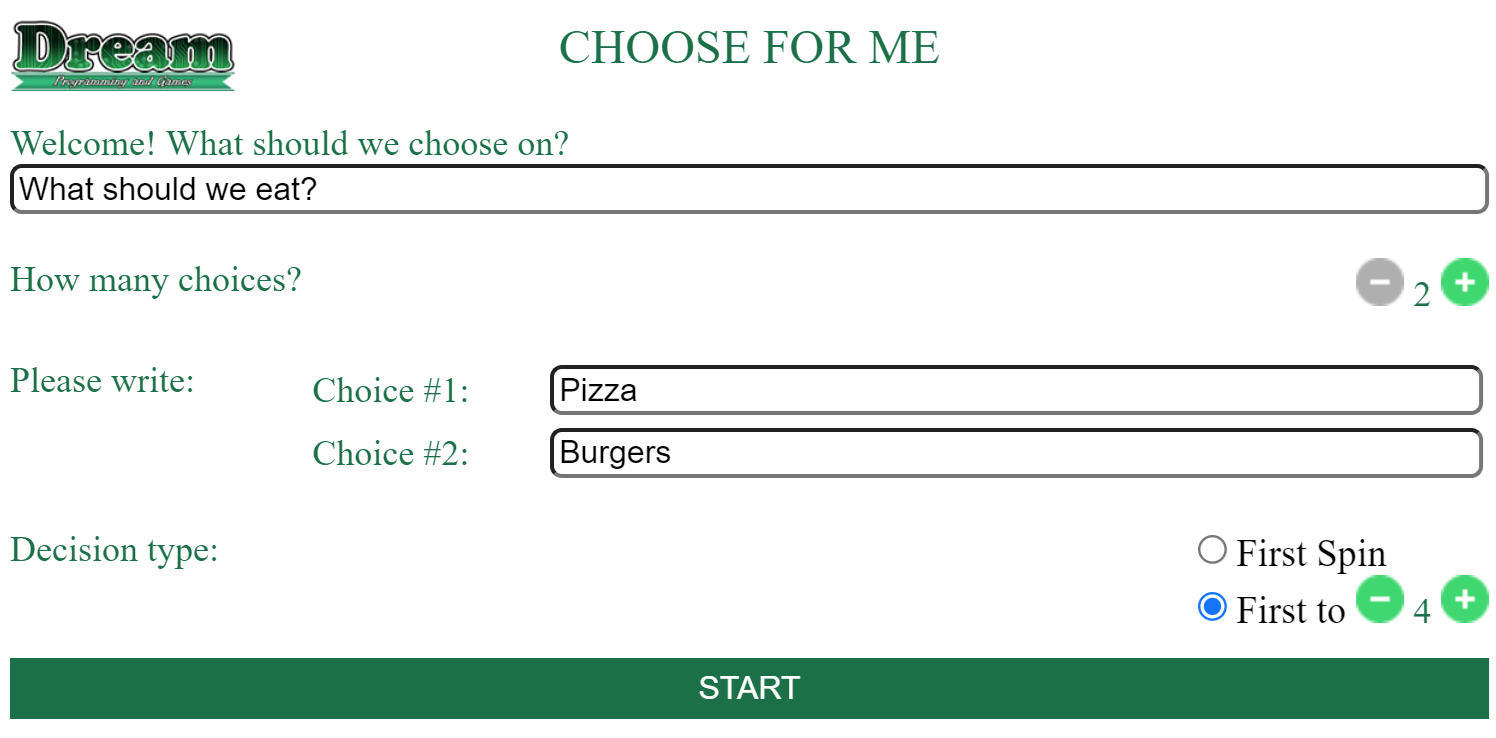 Dream
Programming and Games
CHOOSE FOR ME
Welcome! What should we choose on?
What should we eat?
How many choices? 2
Please write: Choice #1: Pizza
Choice #2: Burgers
Decision type: First Spin
First to 4
START